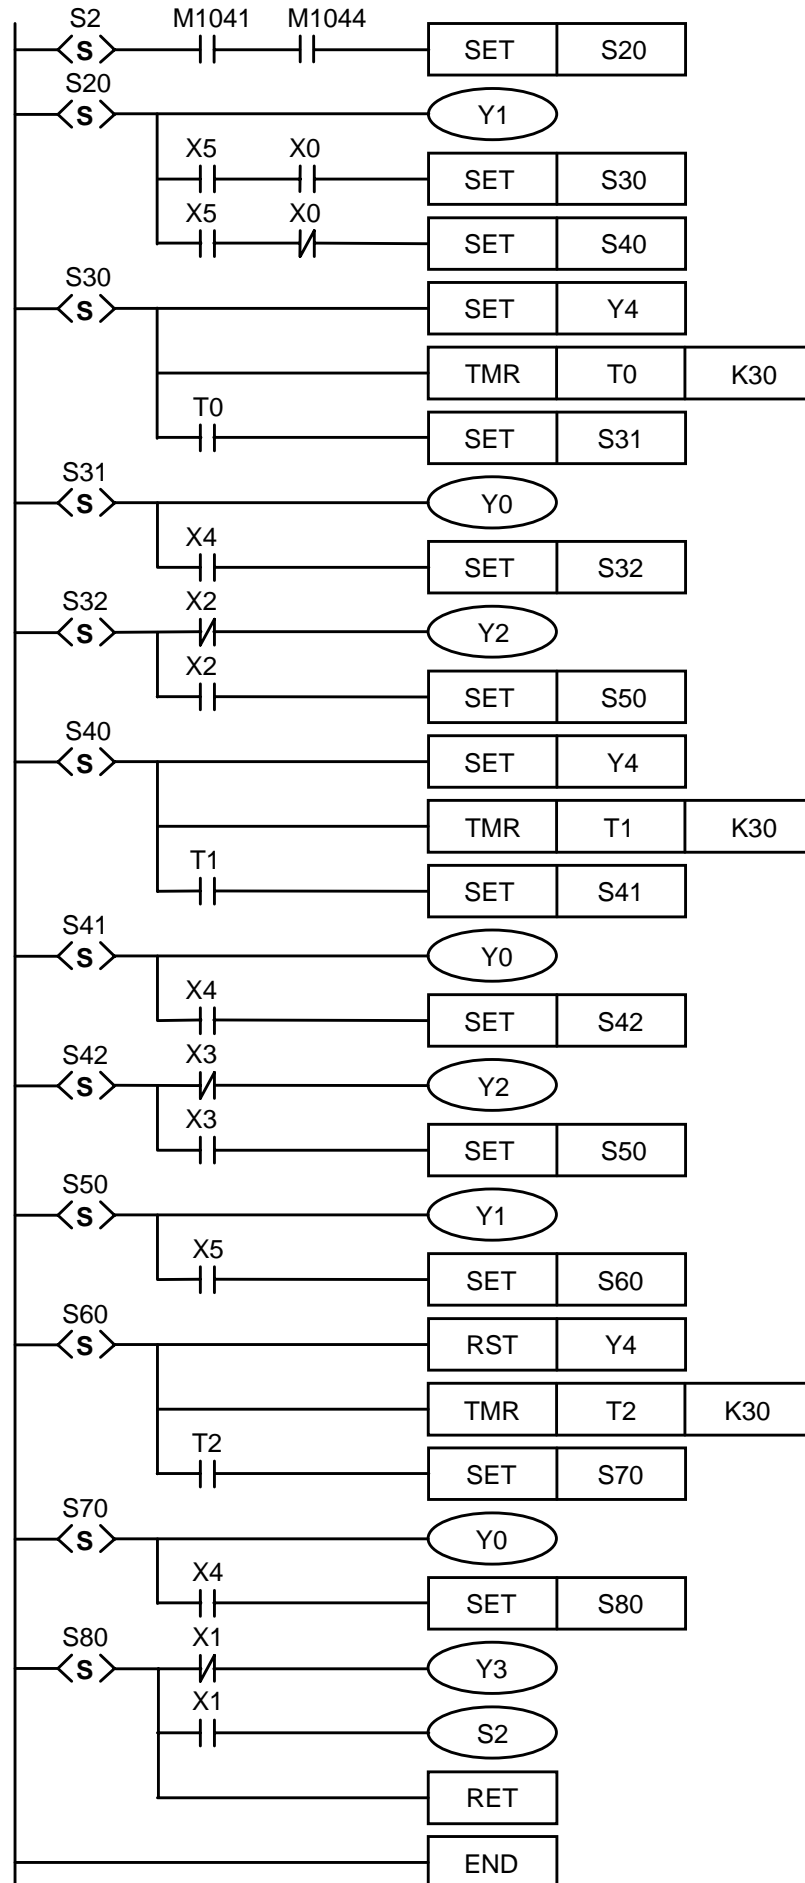 S2 M1041 M1044
S SET S20
S20
S Y1
X5 X0
SET S30
X5 X0
SET S40
S30
S SET Y4
TMR T0 K30
T0
SET S31
S31
S Y0
X4
SET S32
S32 X2
S Y2
X2
SET S50
S40
S SET Y4
TMR T1 K30
T1
SET S41
S41
S Y0
X4
SET S42
S42 X3
S Y2
X3
SET S50
S50
S Y1
X5
SET S60
S60
S RST Y4
TMR T2 K30
T2
SET S70
S70
S Y0
X4
SET S80
S80 X1
S Y3
X1
S2
RET
END